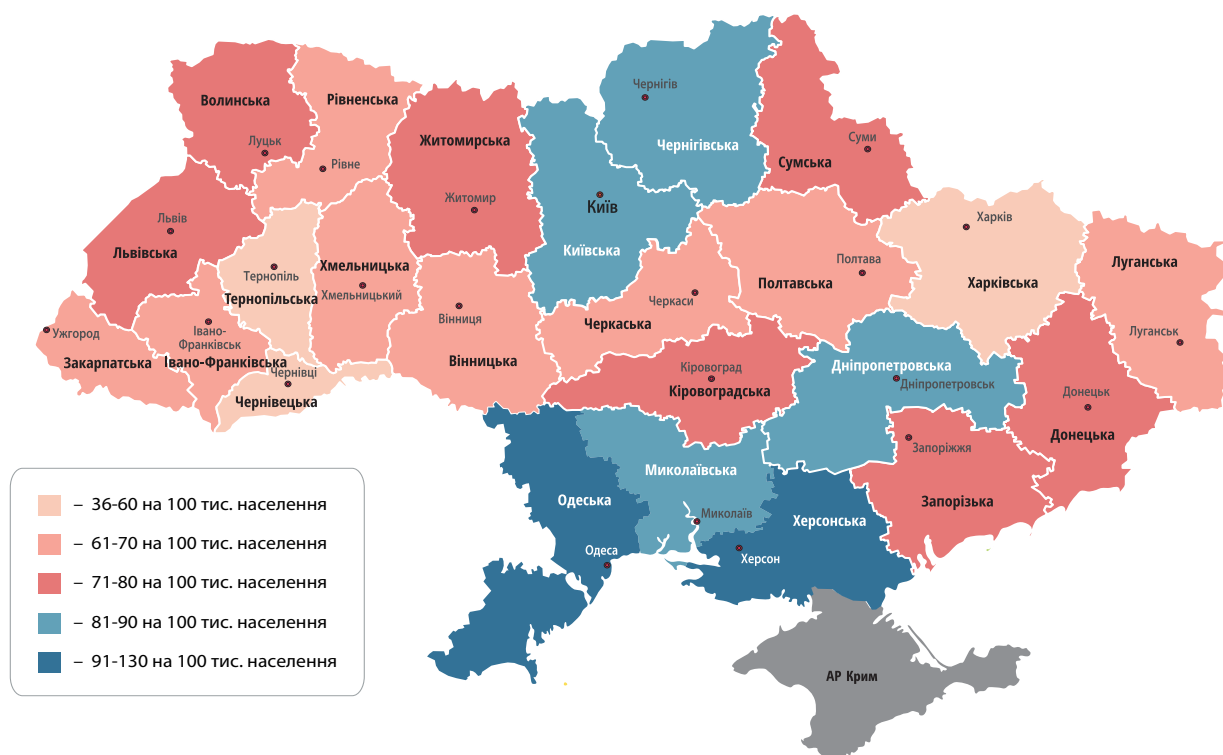 Чернігів
Волинська
Рівненська
Житомирська
Чернігівська
Луцьк
Суми
Рівне
Сумська
Житомир
Київ
Львів
Харків
Львівська
Київська
Полтава
Луганська
Хмельницька
Тернопіль
Полтавська
Харківська
Хмельницький
Тернопільська
Черкаси
Вінниця
Черкаська
Івано-
Франківськ
Ужгород
Луганськ
Закарпатська
Івано-Франківська
Вінницька
Дніпропетровська
Кіровоград
Чернівці
Дніпропетровськ
Кіровоградська
Донецьк
Чернівецька
Донецька
Запоріжжя
Миколаївська
Одеська
Запорізька
Миколаїв
Херсонська
Одеса
Херсон
АР Крим
– 36-60 на 100 тис. населення
– 61-70 на 100 тис. населення
– 71-80 на 100 тис. населення
– 81-90 на 100 тис. населення
– 91-130 на 100 тис. населення